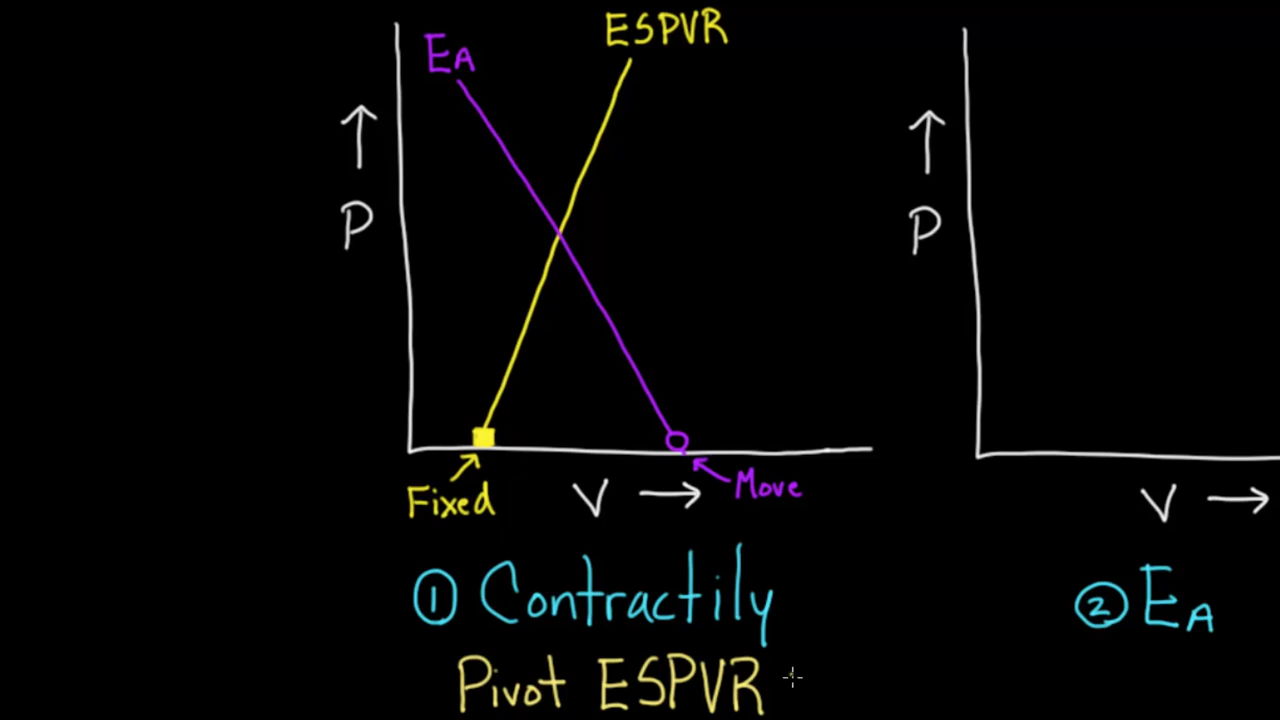 ESPVR
EA
P
P
Fixed
V
Move
V
① Contractily
② EA
Pivot ESPVR